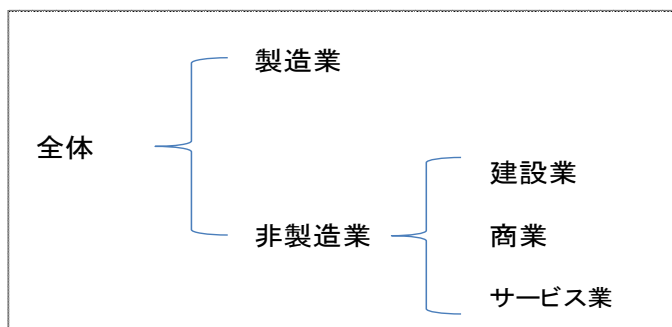 製造業
全体
建設業
非製造業
商業
サービス業